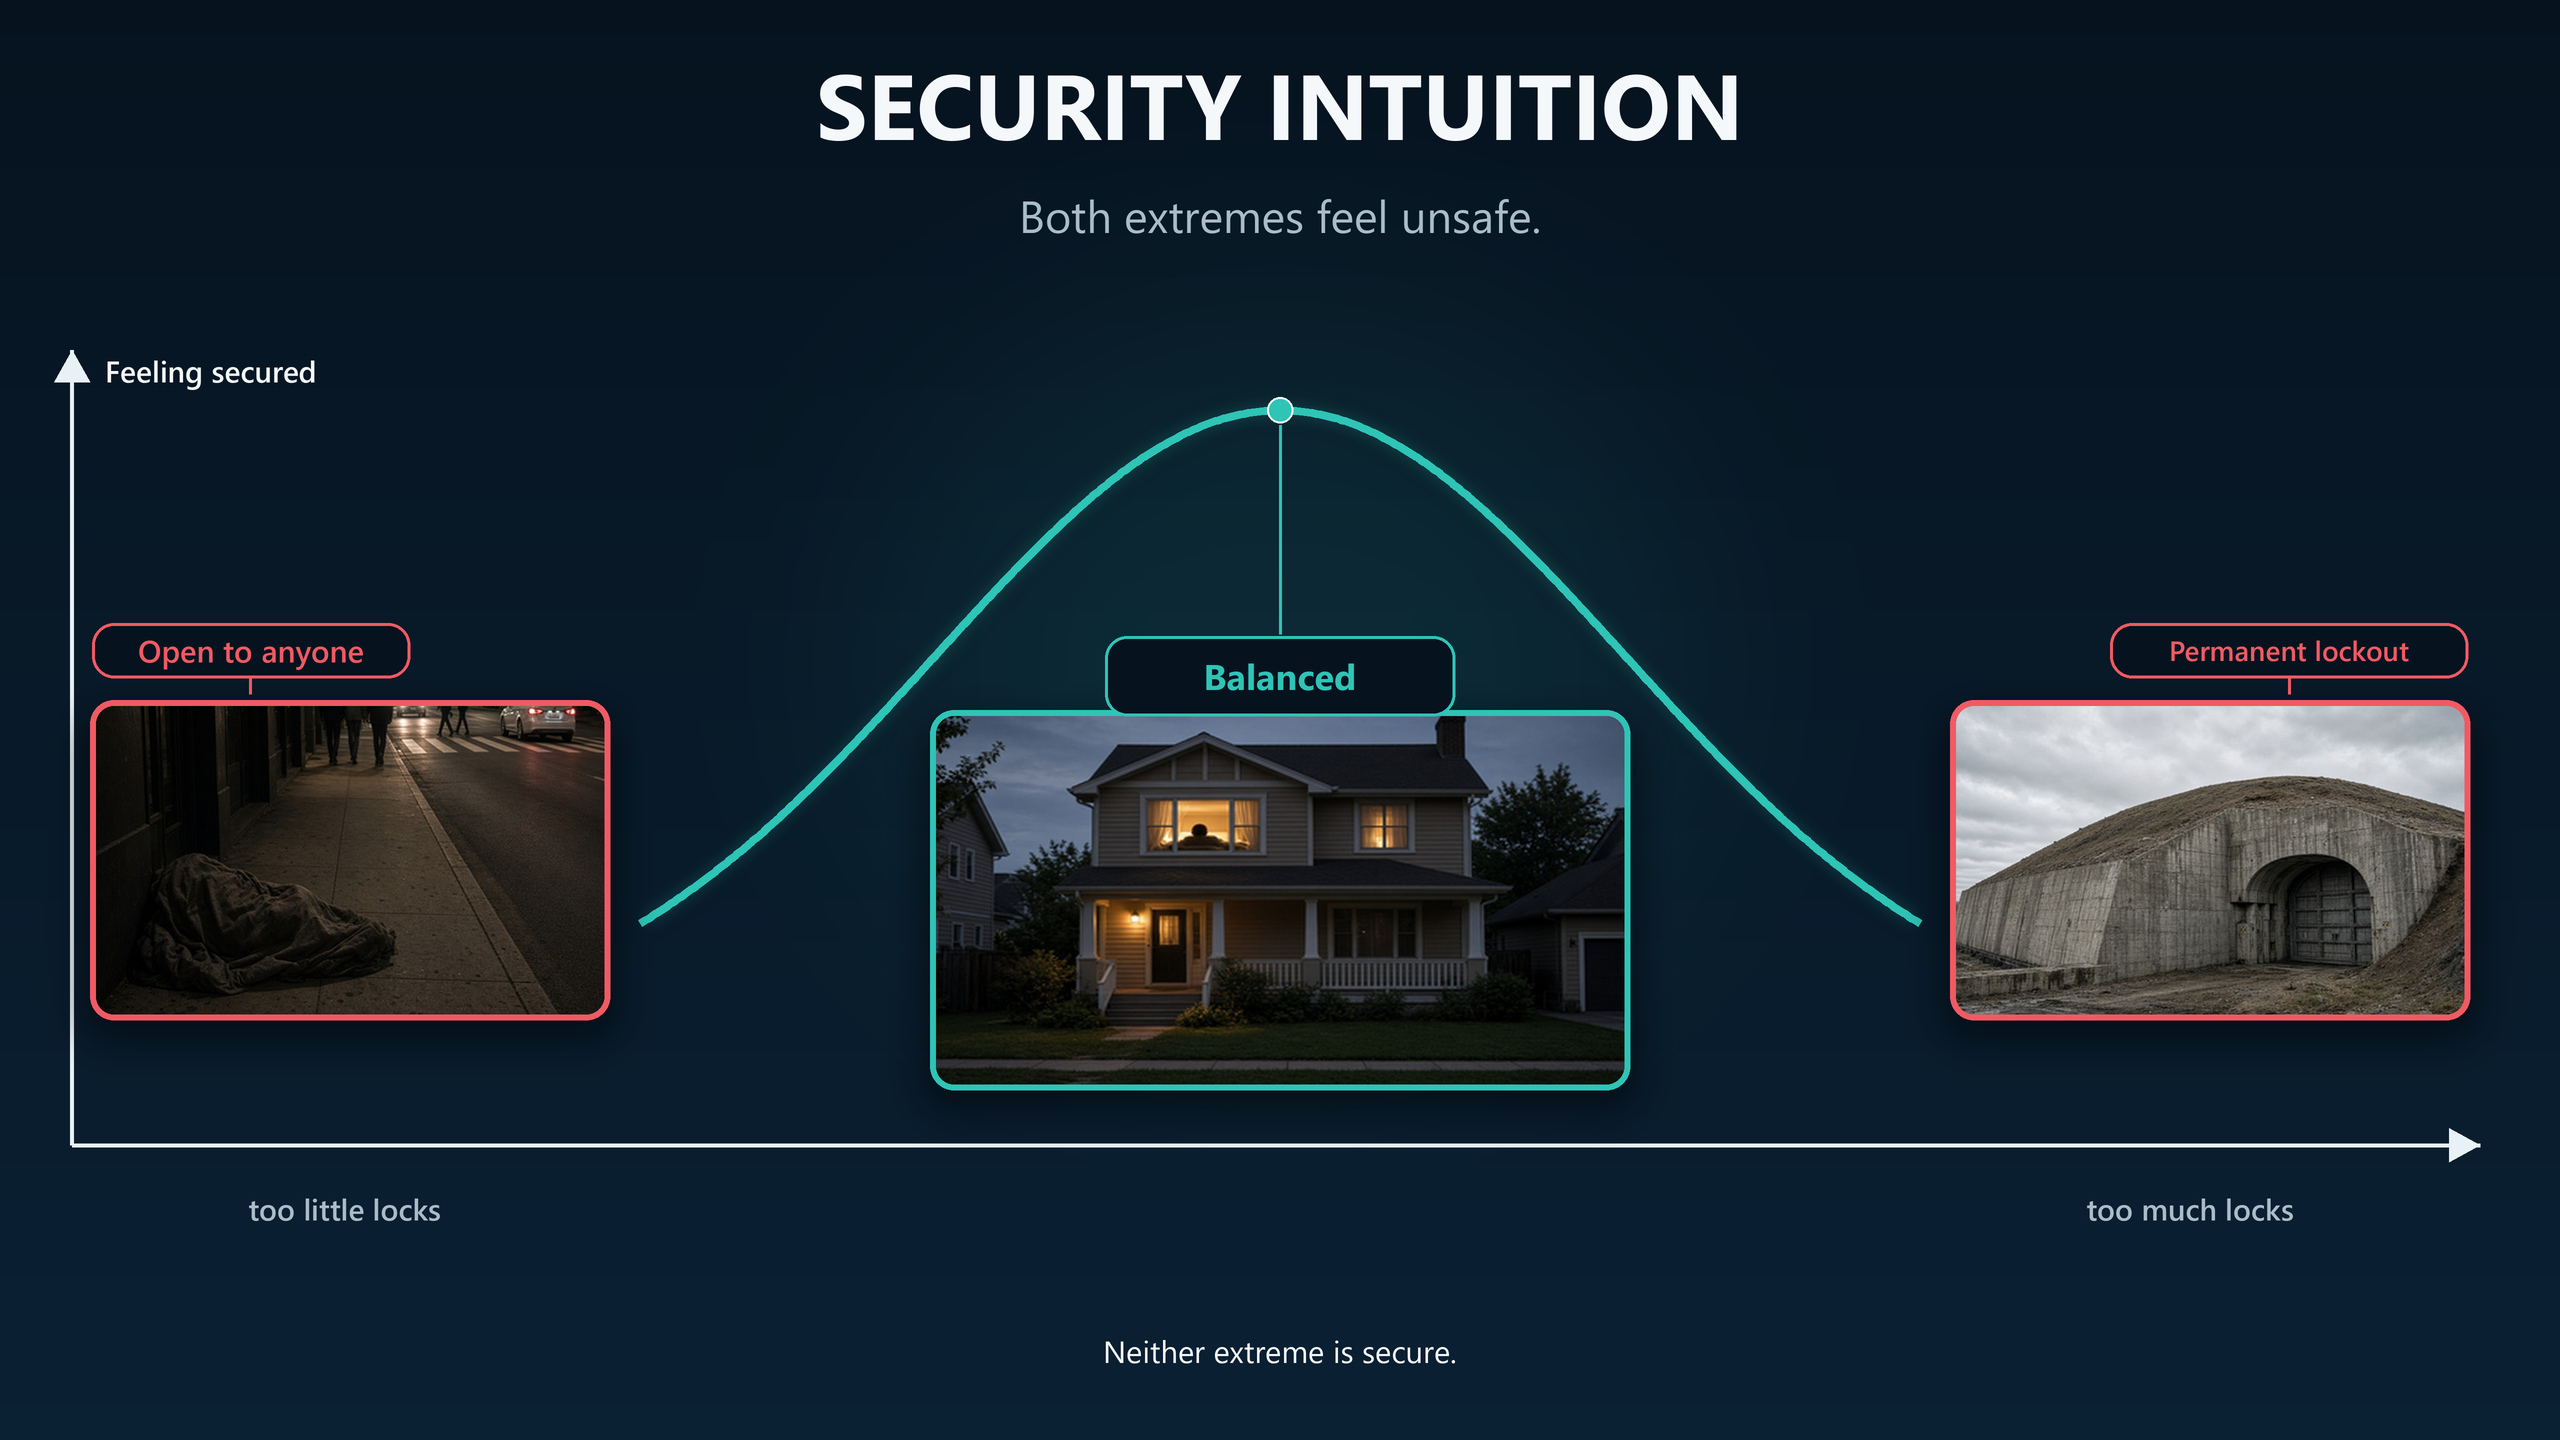 SECURITY INTUITION
Both extremes feel unsafe.
Feeling secured
Open to anyone
Balanced
Permanent lockout
too little locks
too much locks
Neither extreme is secure.